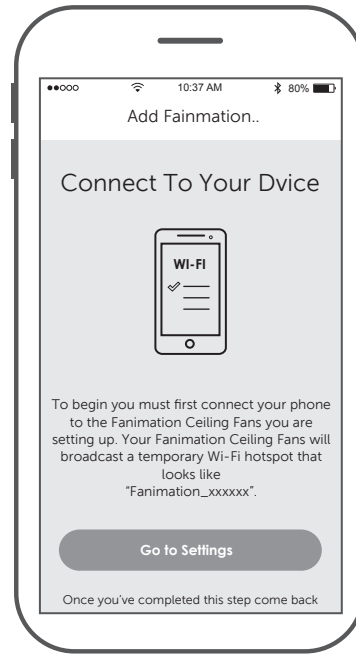 10:37 AM 80%
Add Fainmation..
Connect To Your Dvice
WI-FI
To begin you must first connect your phone
to the Fanimation Ceiling Fans you are
setting up. Your Fanimation Ceiling Fans will
broadcast a temporary Wi-Fi hotspot that
looks like
“Fanimation_xxxxxx”.
Go to Settings
Once you’ve completed this step come back